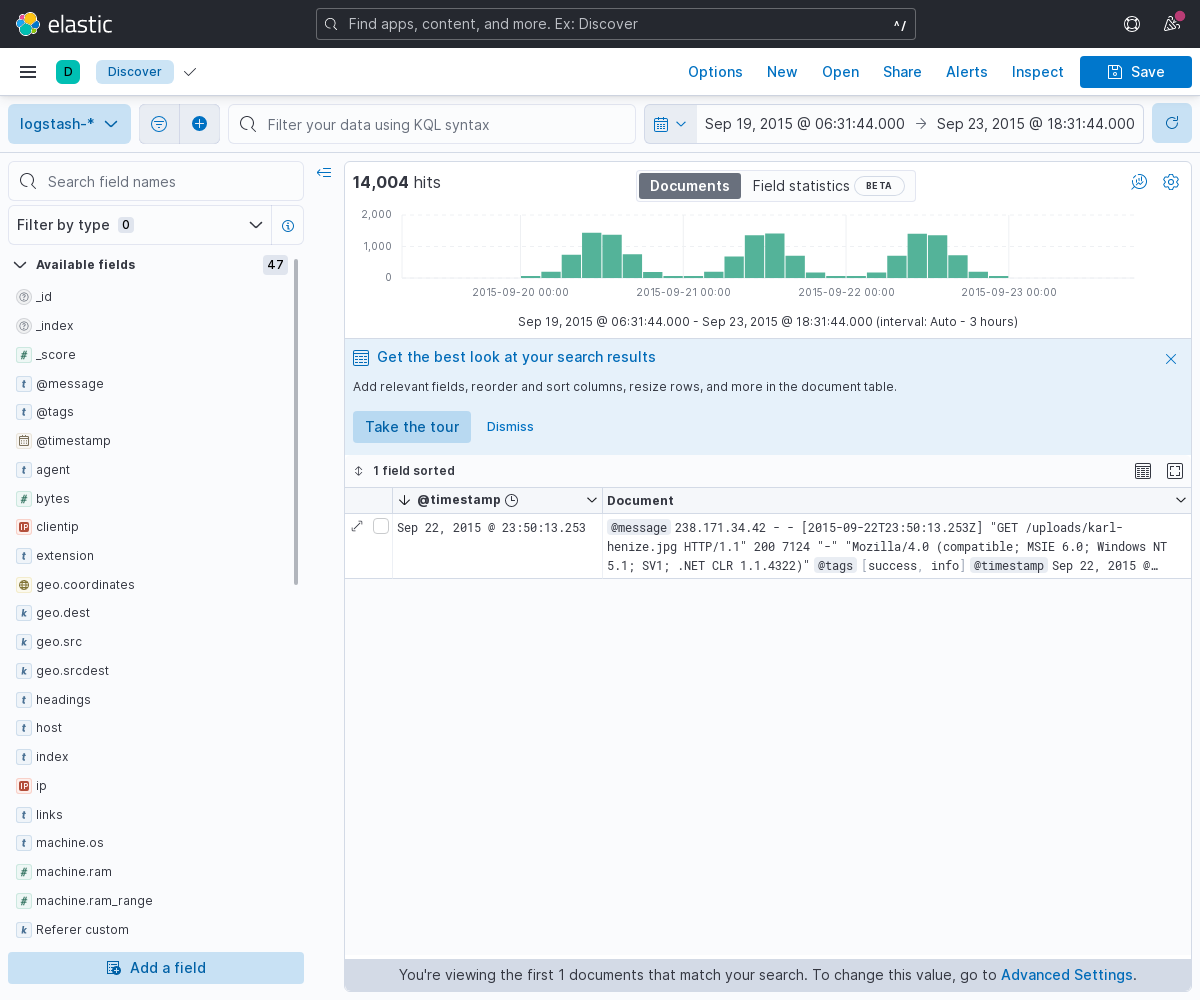 elastic
Find apps, content, and more. Ex: Discover
^/
D
Discover
Options
New
Open
Share
Alerts
Inspect
Save
logstash-*
Filter your data using KQL syntax
Sep 19, 2015 @ 06:31:44.000 → Sep 23, 2015 @ 18:31:44.000
Search field names
Filter by type 0
Available fields 47
_id
_index
# _score
t @message
t @tags
@timestamp
t agent
# bytes
IP clientip
t extension
geo.coordinates
k geo.dest
k geo.src
k geo.srcdest
t headings
t host
t index
IP ip
t links
t machine.os
# machine.ram
# machine.ram_range
k Referer custom
Add a field
14,004 hits
Documents
Field statistics BETA
2,000
1,000
0
2015-09-20 00:00
2015-09-21 00:00
2015-09-22 00:00
2015-09-23 00:00
Sep 19, 2015 @ 06:31:44.000 - Sep 23, 2015 @ 18:31:44.000 (interval: Auto - 3 hours)
Get the best look at your search results
Add relevant fields, reorder and sort columns, resize rows, and more in the document table.
Take the tour
Dismiss
1 field sorted
@timestamp
Document
Sep 22, 2015 @ 23:50:13.253
@message 238.171.34.42 - - [2015-09-22T23:50:13.253Z] "GET /uploads/karl-
henize.jpg HTTP/1.1" 200 7124 "-" "Mozilla/4.0 (compatible; MSIE 6.0; Windows NT
5.1; SV1; .NET CLR 1.1.4322)" @tags [success, info] @timestamp Sep 22, 2015 @…
You're viewing the first 1 documents that match your search. To change this value, go to Advanced Settings.